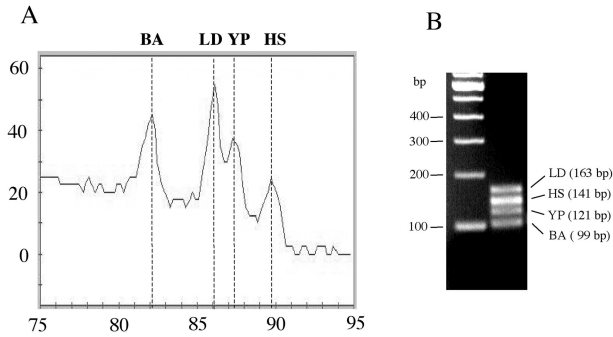 A
BA LD YP HS
60
40
20
0
75 80 85 90 95
B
bp
400
300
200
100
LD (163 bp)
HS (141 bp)
YP (121 bp)
BA ( 99 bp)